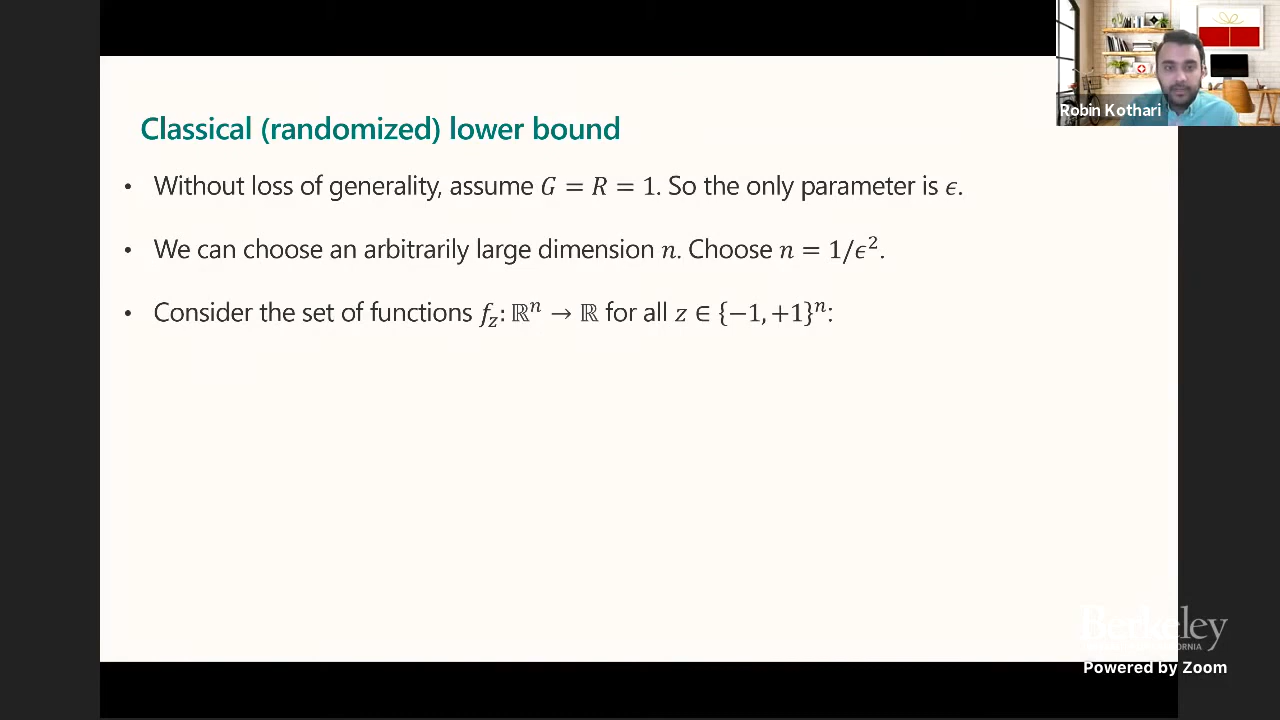 Robin Kothari
Classical (randomized) lower bound
• Without loss of generality, assume G = R = 1. So the only parameter is ϵ.
• We can choose an arbitrarily large dimension n. Choose n = 1/ϵ².
• Consider the set of functions f_z: ℝⁿ → ℝ for all z ∈ {−1, +1}ⁿ:
Berkeley
Powered by Zoom